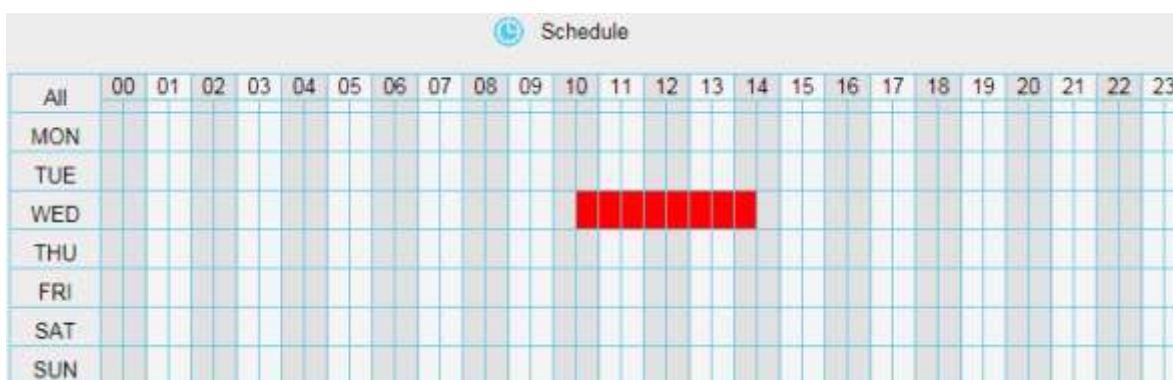 Schedule
All 00 01 02 03 04 05 06 07 08 09 10 11 12 13 14 15 16 17 18 19 20 21 22 23
MON
TUE
WED
THU
FRI
SAT
SUN